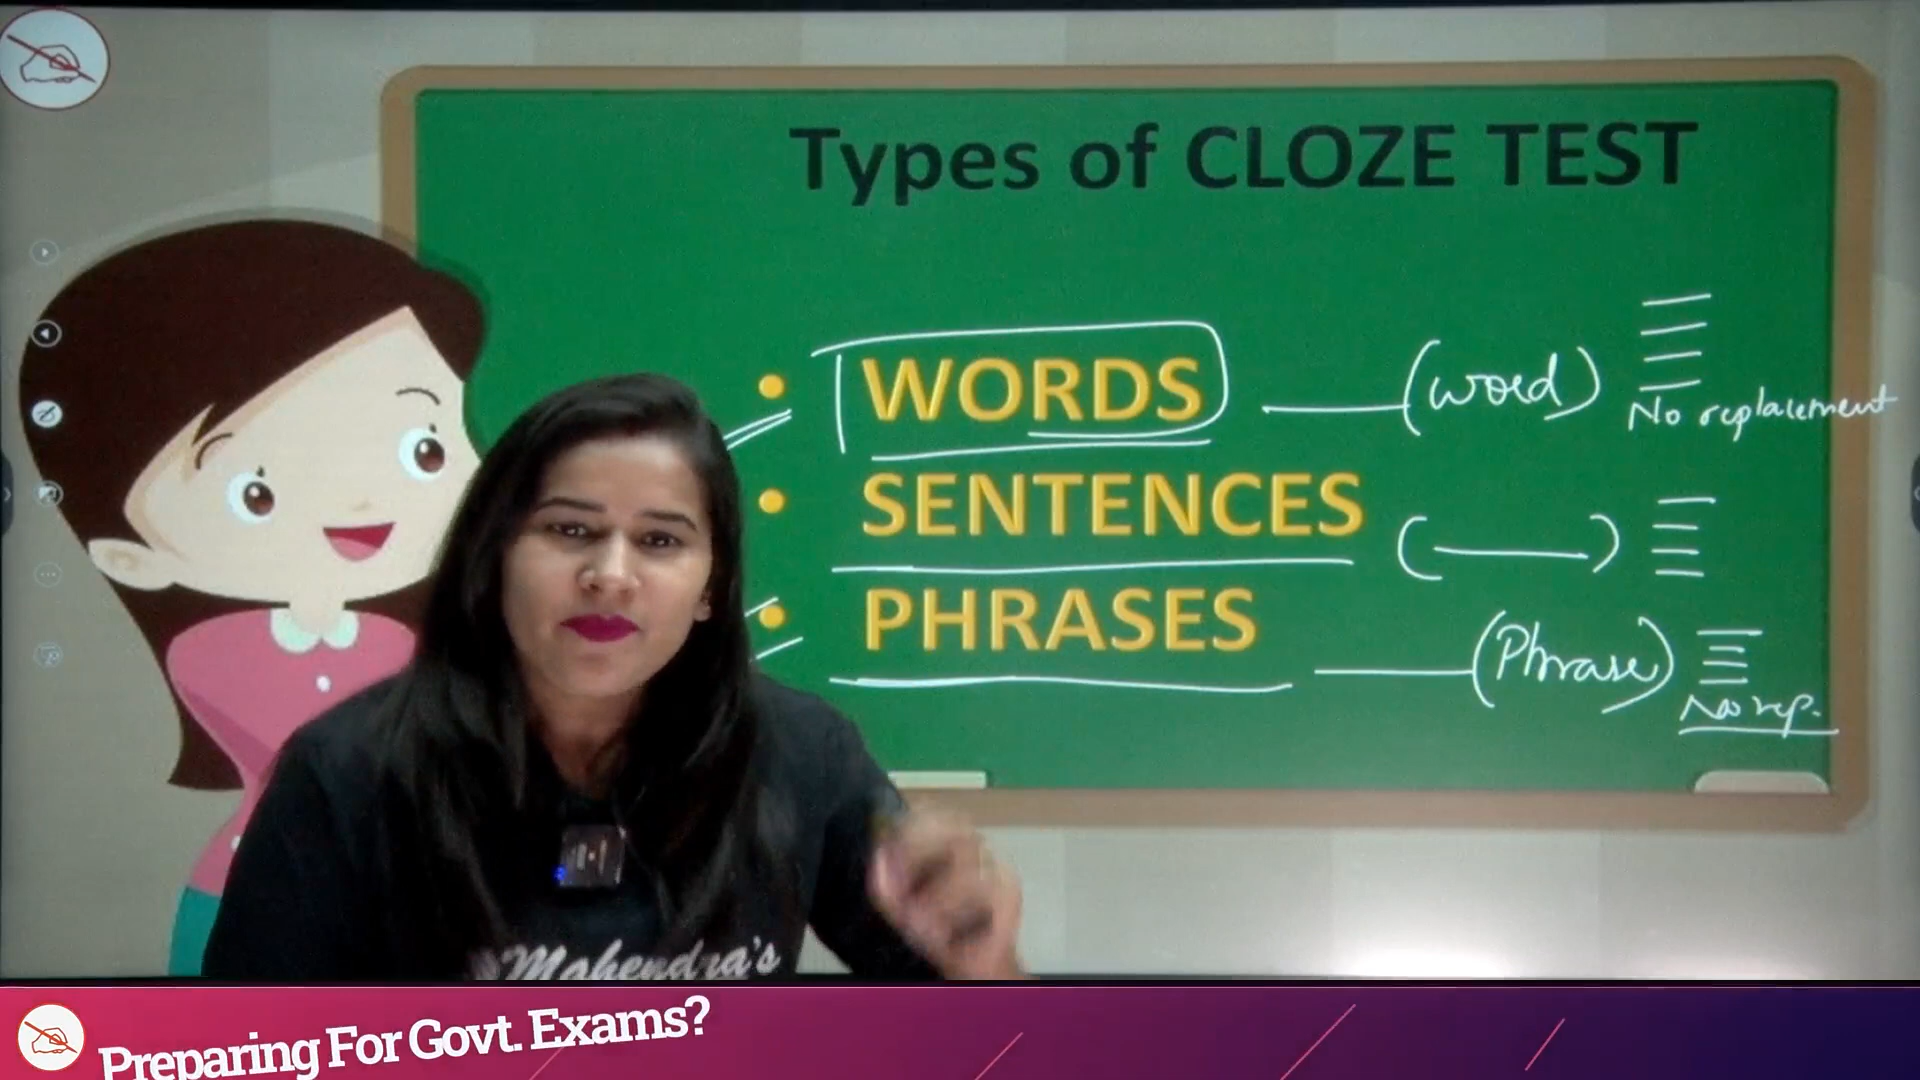 Types of CLOZE TEST
• WORDS (word) No replacement
• SENTENCES
• PHRASES (Phrase) No rep.
Mahendra's
Preparing For Govt. Exams?